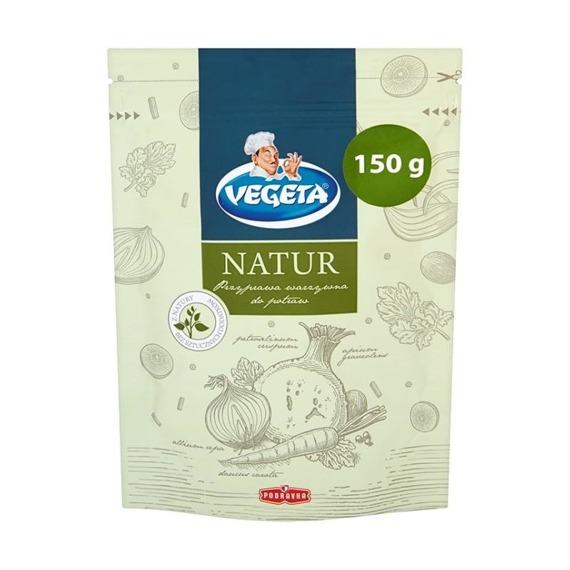 VEGETA
150 g
NATUR
Przyprawa warzywna
do potraw
Z NATURY
BEZ SZTUCZNYCH DODATKÓW
petroselinum
crispum
apium
graveolens
allium cepa
daucus carota
PODRAVKA